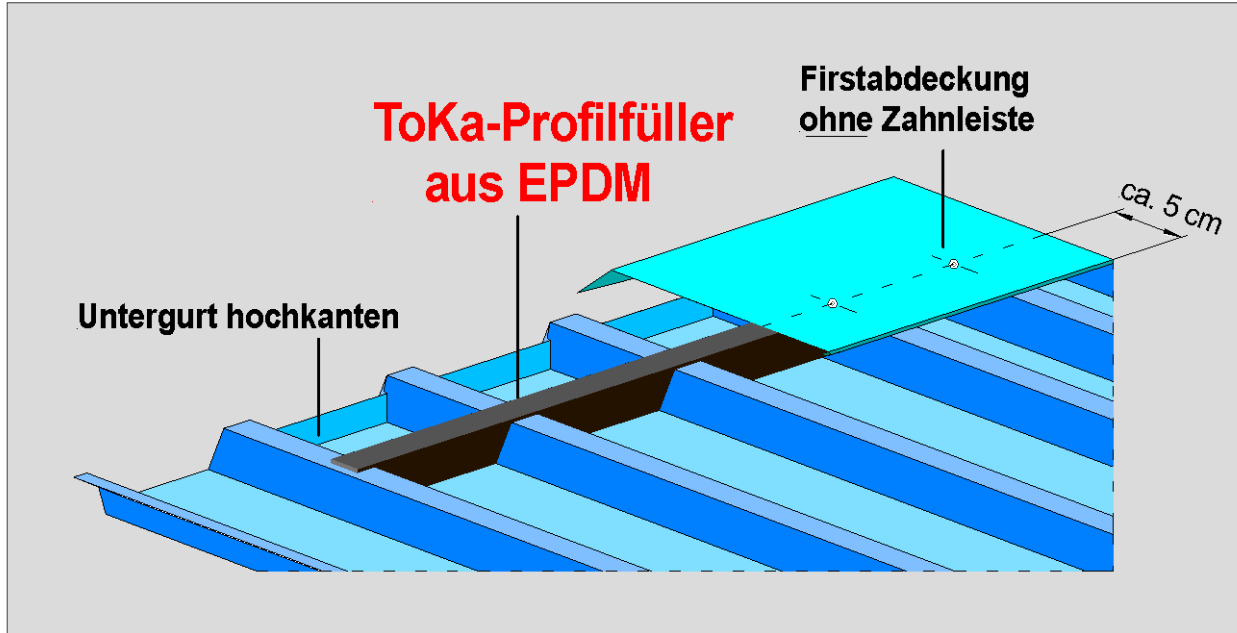 ToKa-Profilfüller
aus EPDM
Firstabdeckung
ohne Zahnleiste
ca. 5 cm
Untergurt hochkanten